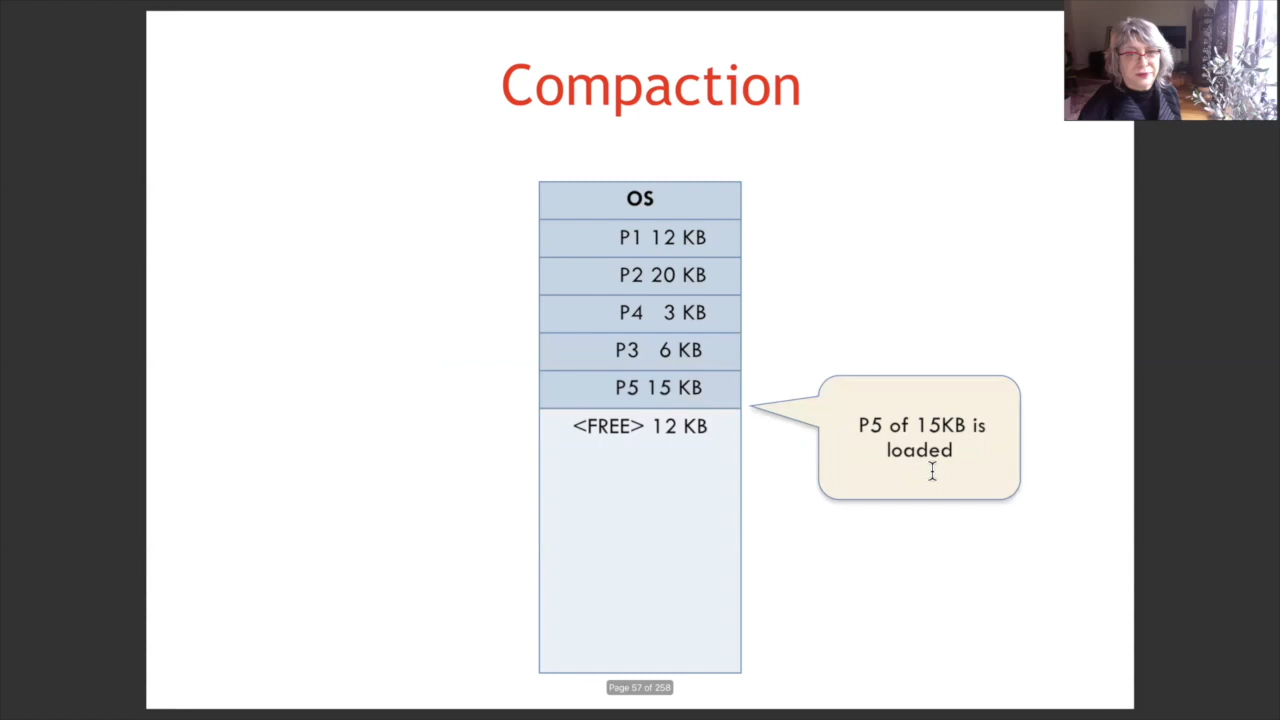 Compaction
OS
P1 12 KB
P2 20 KB
P4 3 KB
P3 6 KB
P5 15 KB
<FREE> 12 KB
P5 of 15KB is
loaded
Page 57 of 258